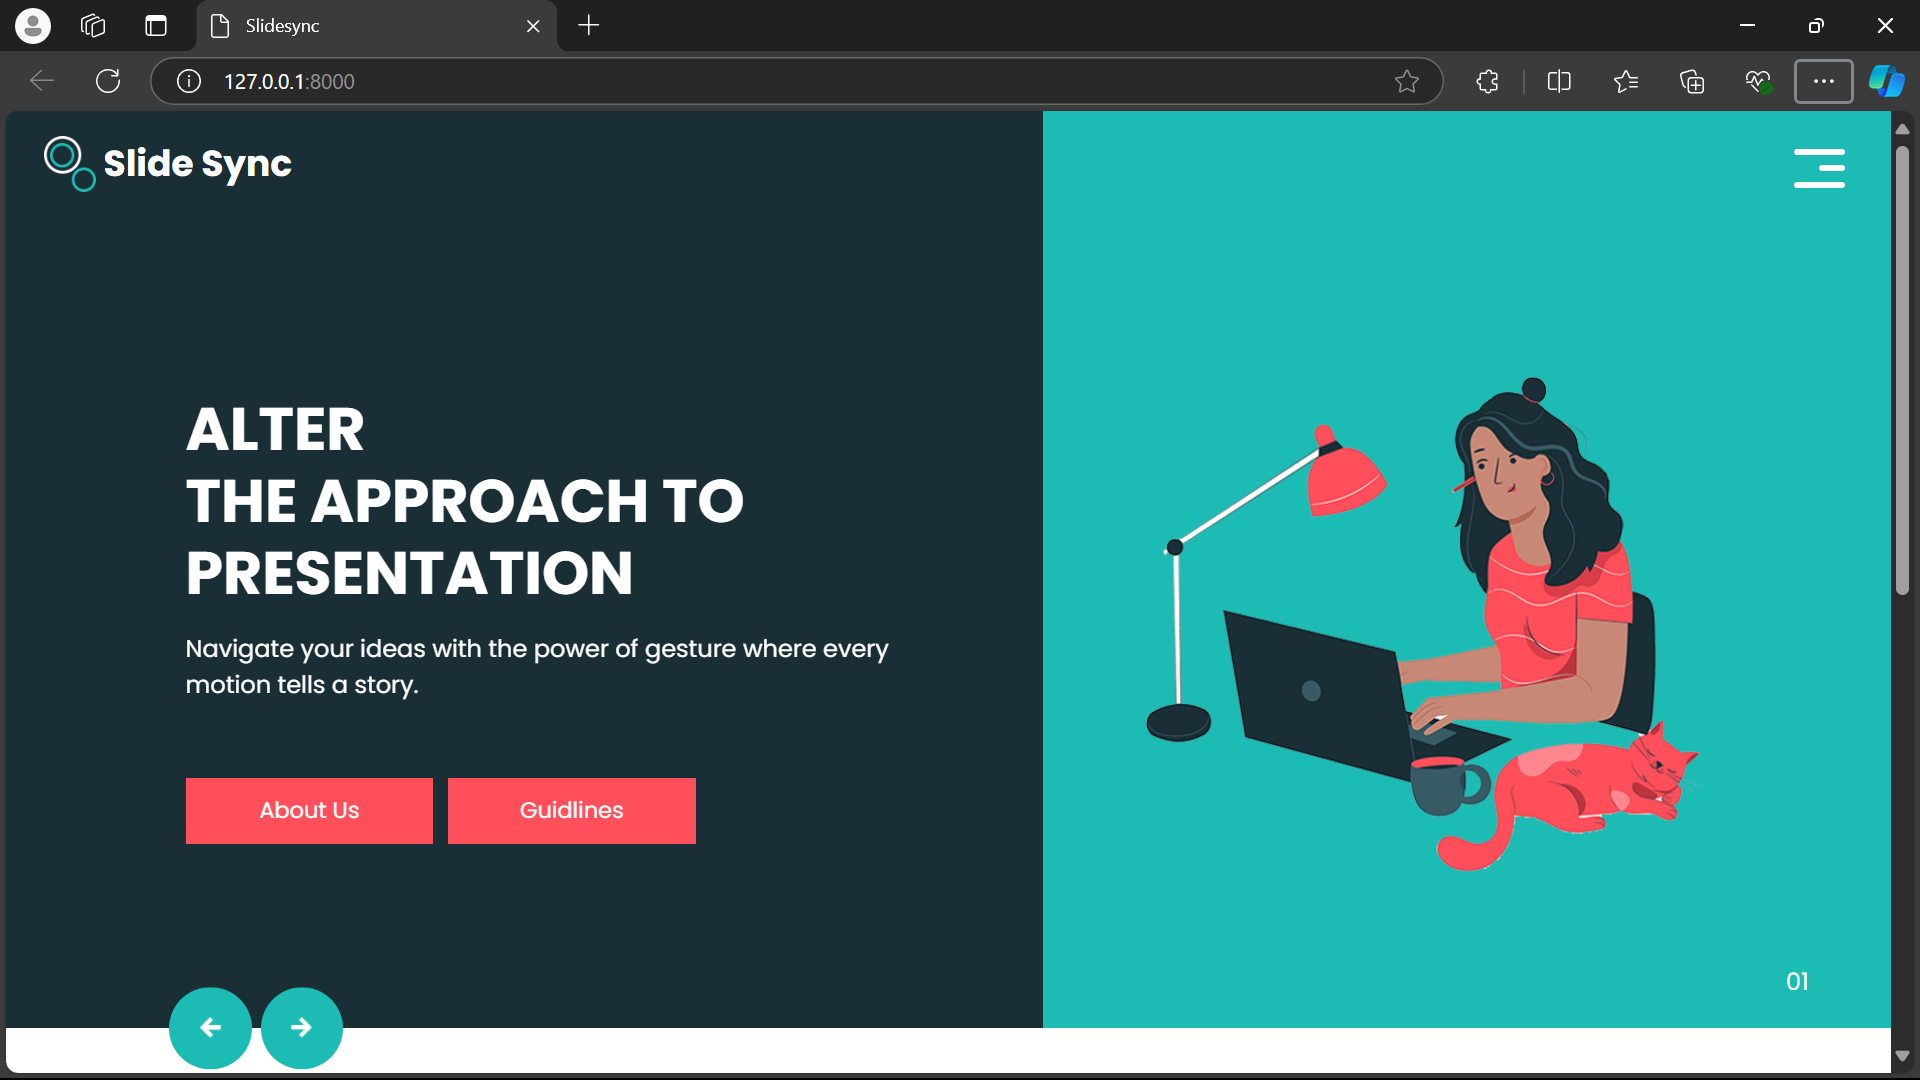 Slidesync
127.0.0.1:8000
Slide Sync
ALTER
THE APPROACH TO
PRESENTATION
Navigate your ideas with the power of gesture where every
motion tells a story.
About Us
Guidlines
01